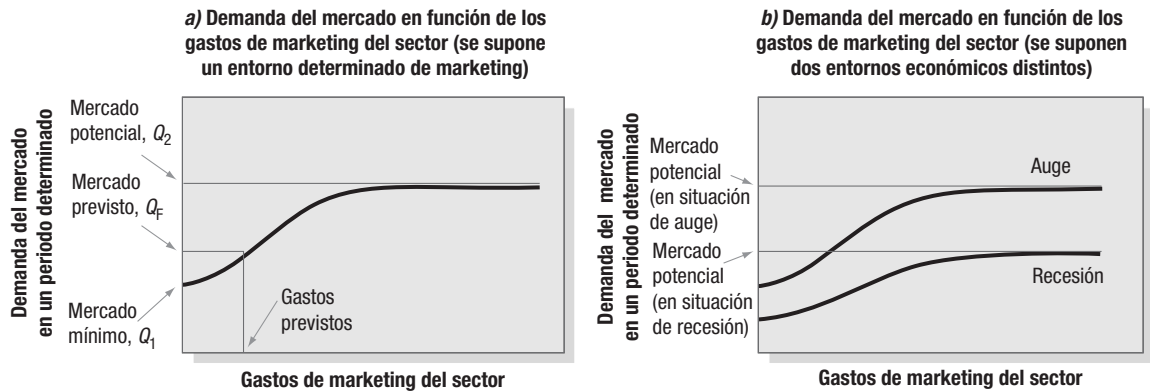 a) Demanda del mercado en función de los
gastos de marketing del sector (se supone
un entorno determinado de marketing)
Demanda del mercado
en un periodo determinado
Mercado
potencial, Q2
Mercado
previsto, QF
Mercado
mínimo, Q1
Gastos
previstos
Gastos de marketing del sector
b) Demanda del mercado en función de los
gastos de marketing del sector (se suponen
dos entornos económicos distintos)
Demanda del mercado
en un periodo determinado
Mercado
potencial
(en situación
de auge)
Mercado
potencial
(en situación
de recesión)
Auge
Recesión
Gastos de marketing del sector